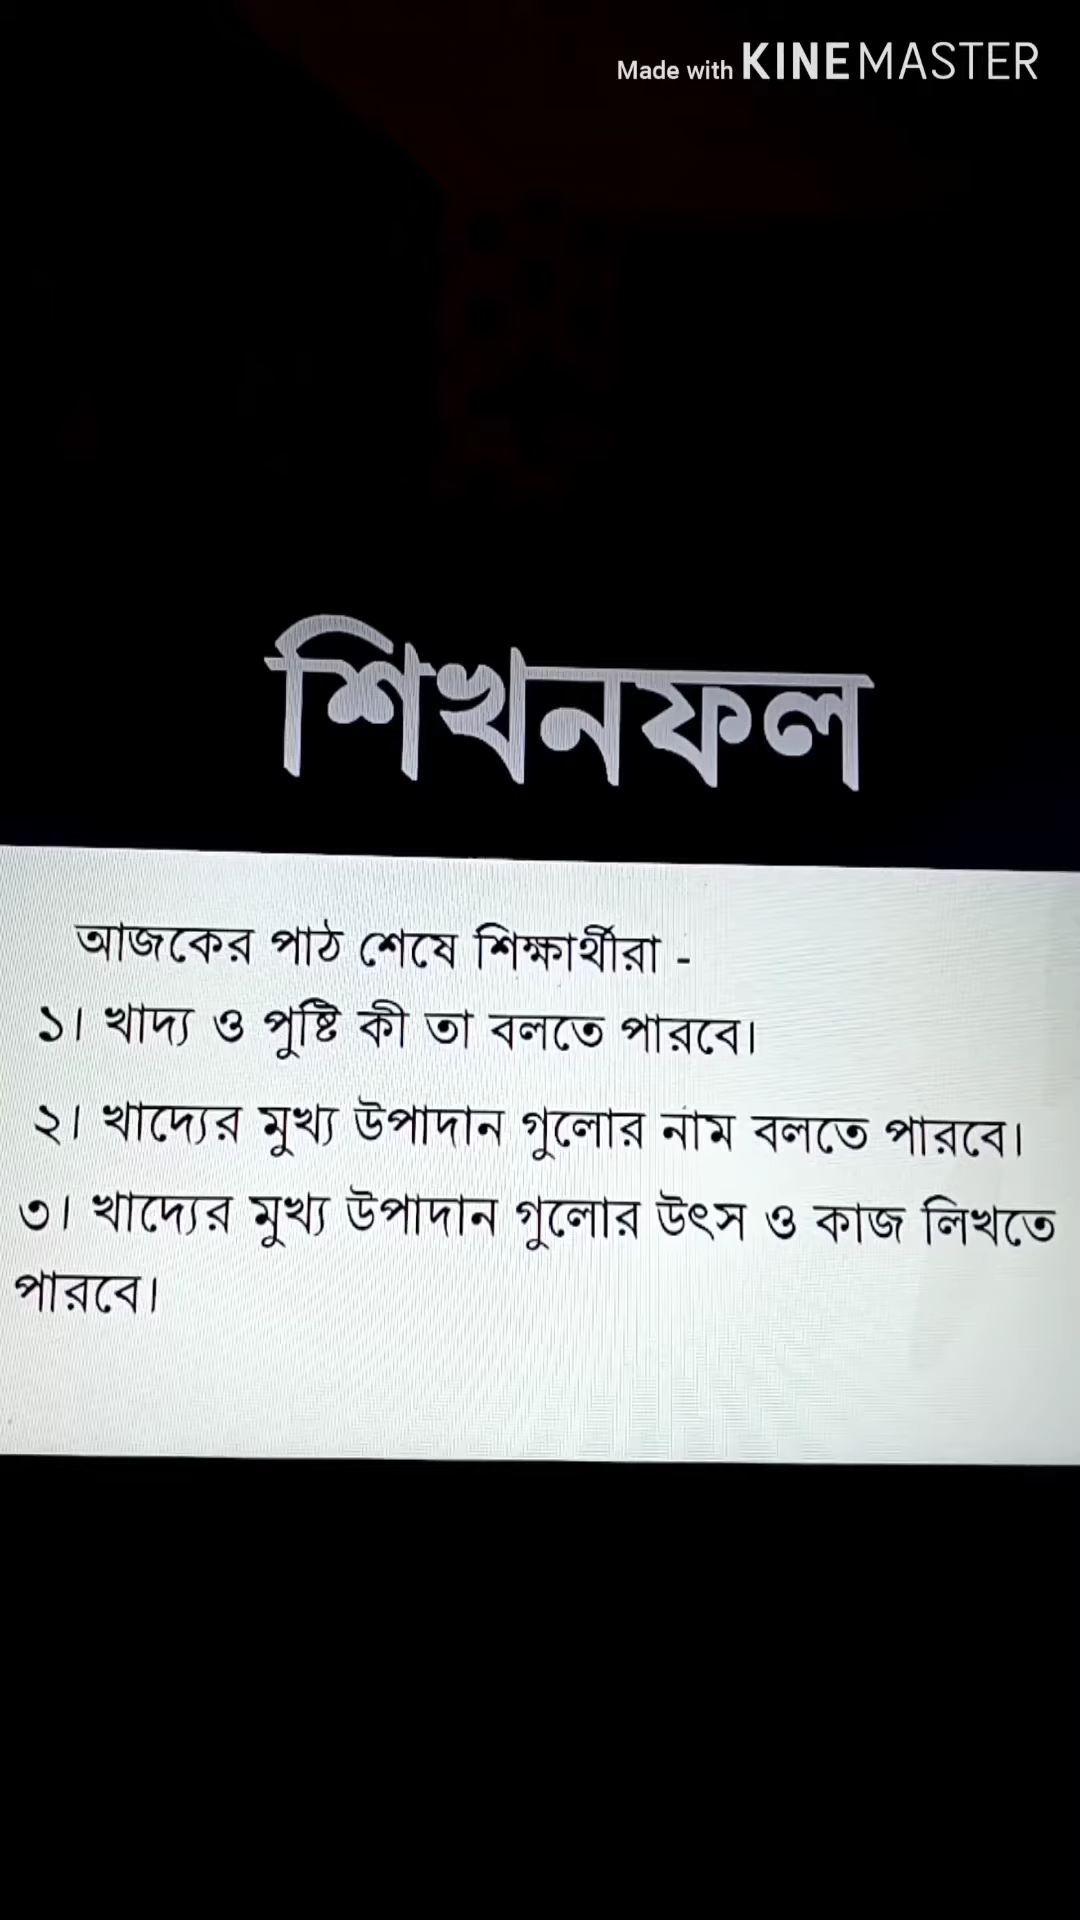 Made with KINEMASTER
শিখনফল
আজকের পাঠ শেষে শিক্ষার্থীরা -
১। খাদ্য ও পুষ্টি কী তা বলতে পারবে।
২। খাদ্যের মুখ্য উপাদান গুলোর নাম বলতে পারবে।
৩। খাদ্যের মুখ্য উপাদান গুলোর উৎস ও কাজ লিখতে
পারবে।